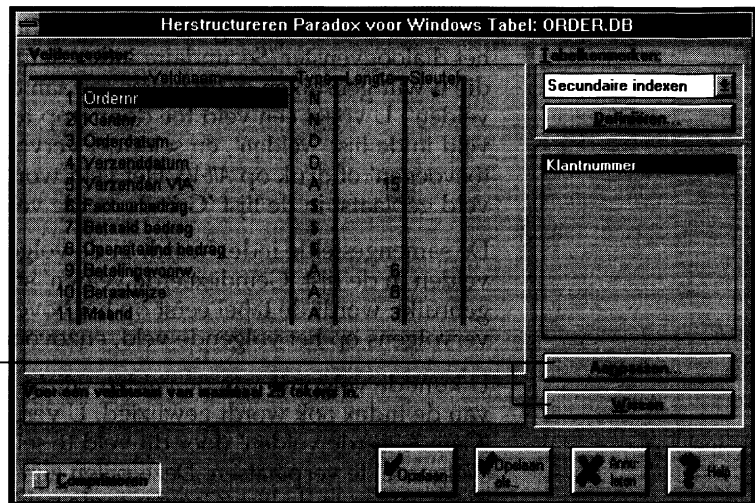 Herstructureren Paradox voor Windows Tabel: ORDER.DB
Veldnaam Type Lengte Sleutel
1 Ordernr N
2 Klantnr N
3 Orderdatum D
4 Verzenddatum D
5 Verzenden VIA A 15
6 Factuurbedrag $
7 Betaald bedrag $
8 Openstaand bedrag $
9 Betalingsvoorw. A 6
10 Betaalwijze A
11 Maand A 3
Voer een veldnaam van maximaal 25 tekens in.
Tabelkenmerken:
Secundaire indexen
Definiëren...
Klantnummer
Aanpassen...
Wissen
Comprimeren
Opslaan
Opslaan als...
Annuleren
Help